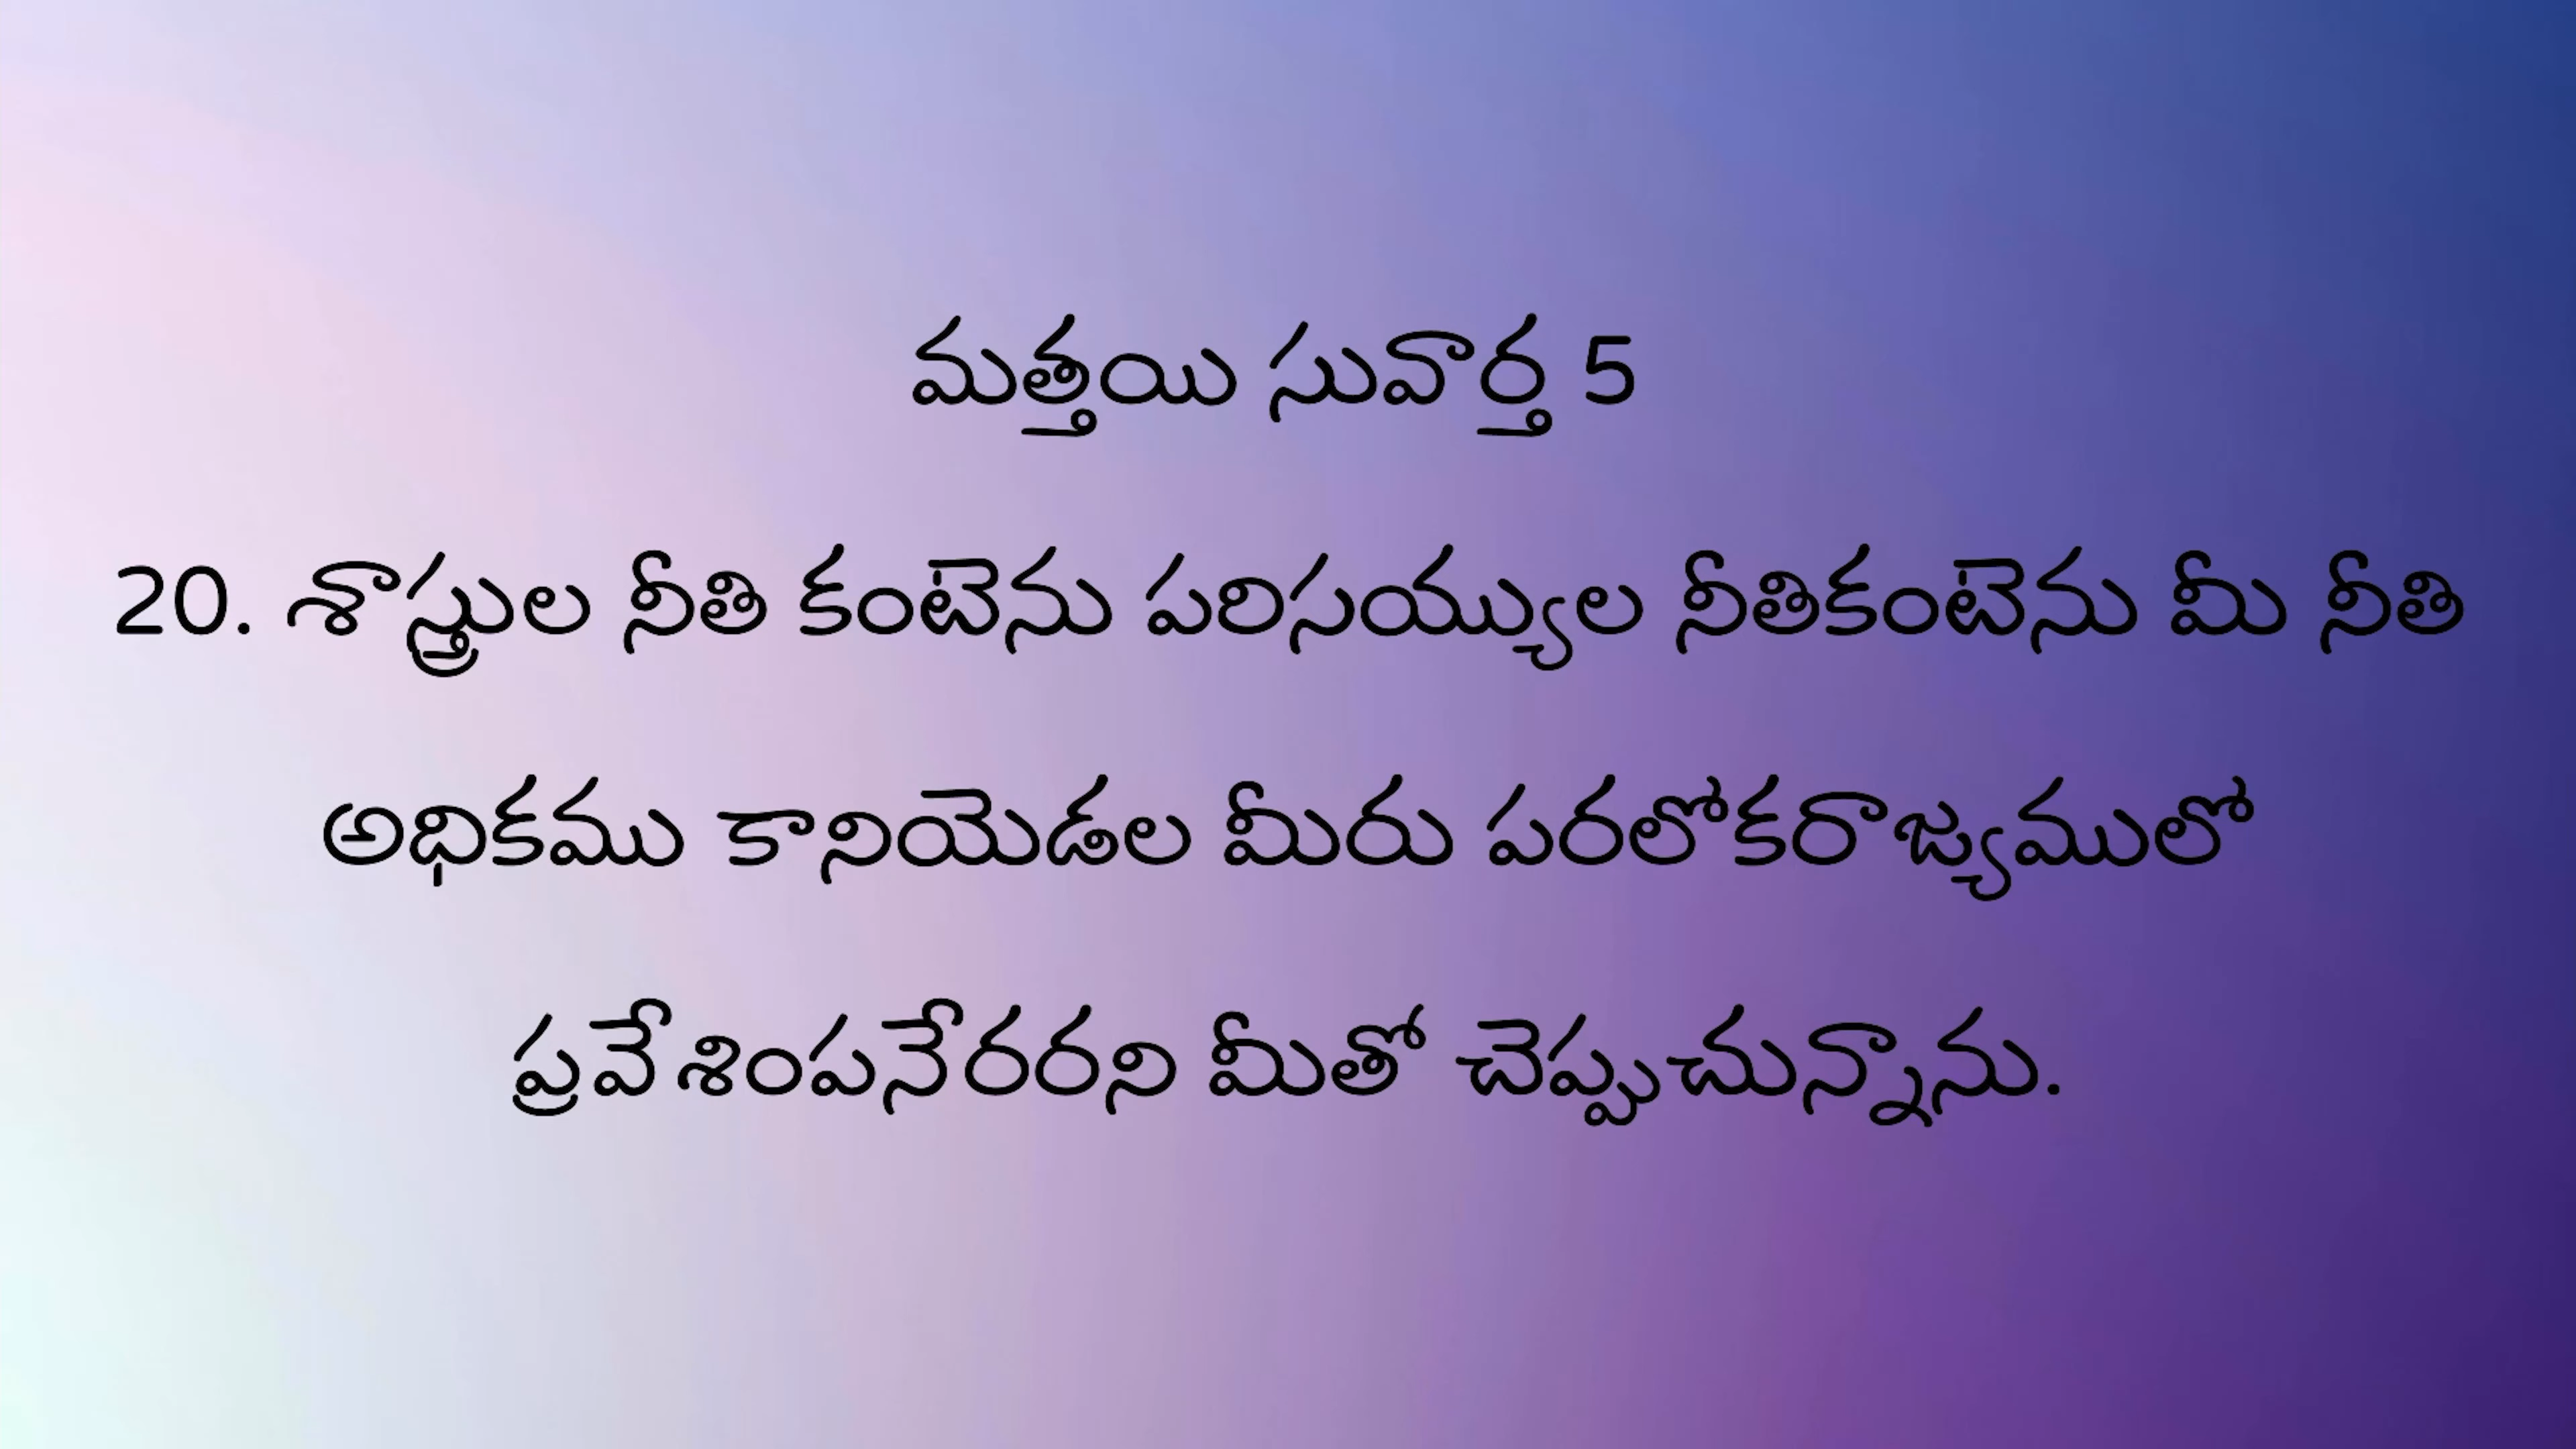 మత్తయి సువార్త 5
20. శాస్త్రుల నీతి కంటెను పరిసయ్యుల నీతికంటెను మీ నీతి
అధికము కానియెడల మీరు పరలోకరాజ్యములో
ప్రవేశింపనేరరని మీతో చెప్పుచున్నాను.